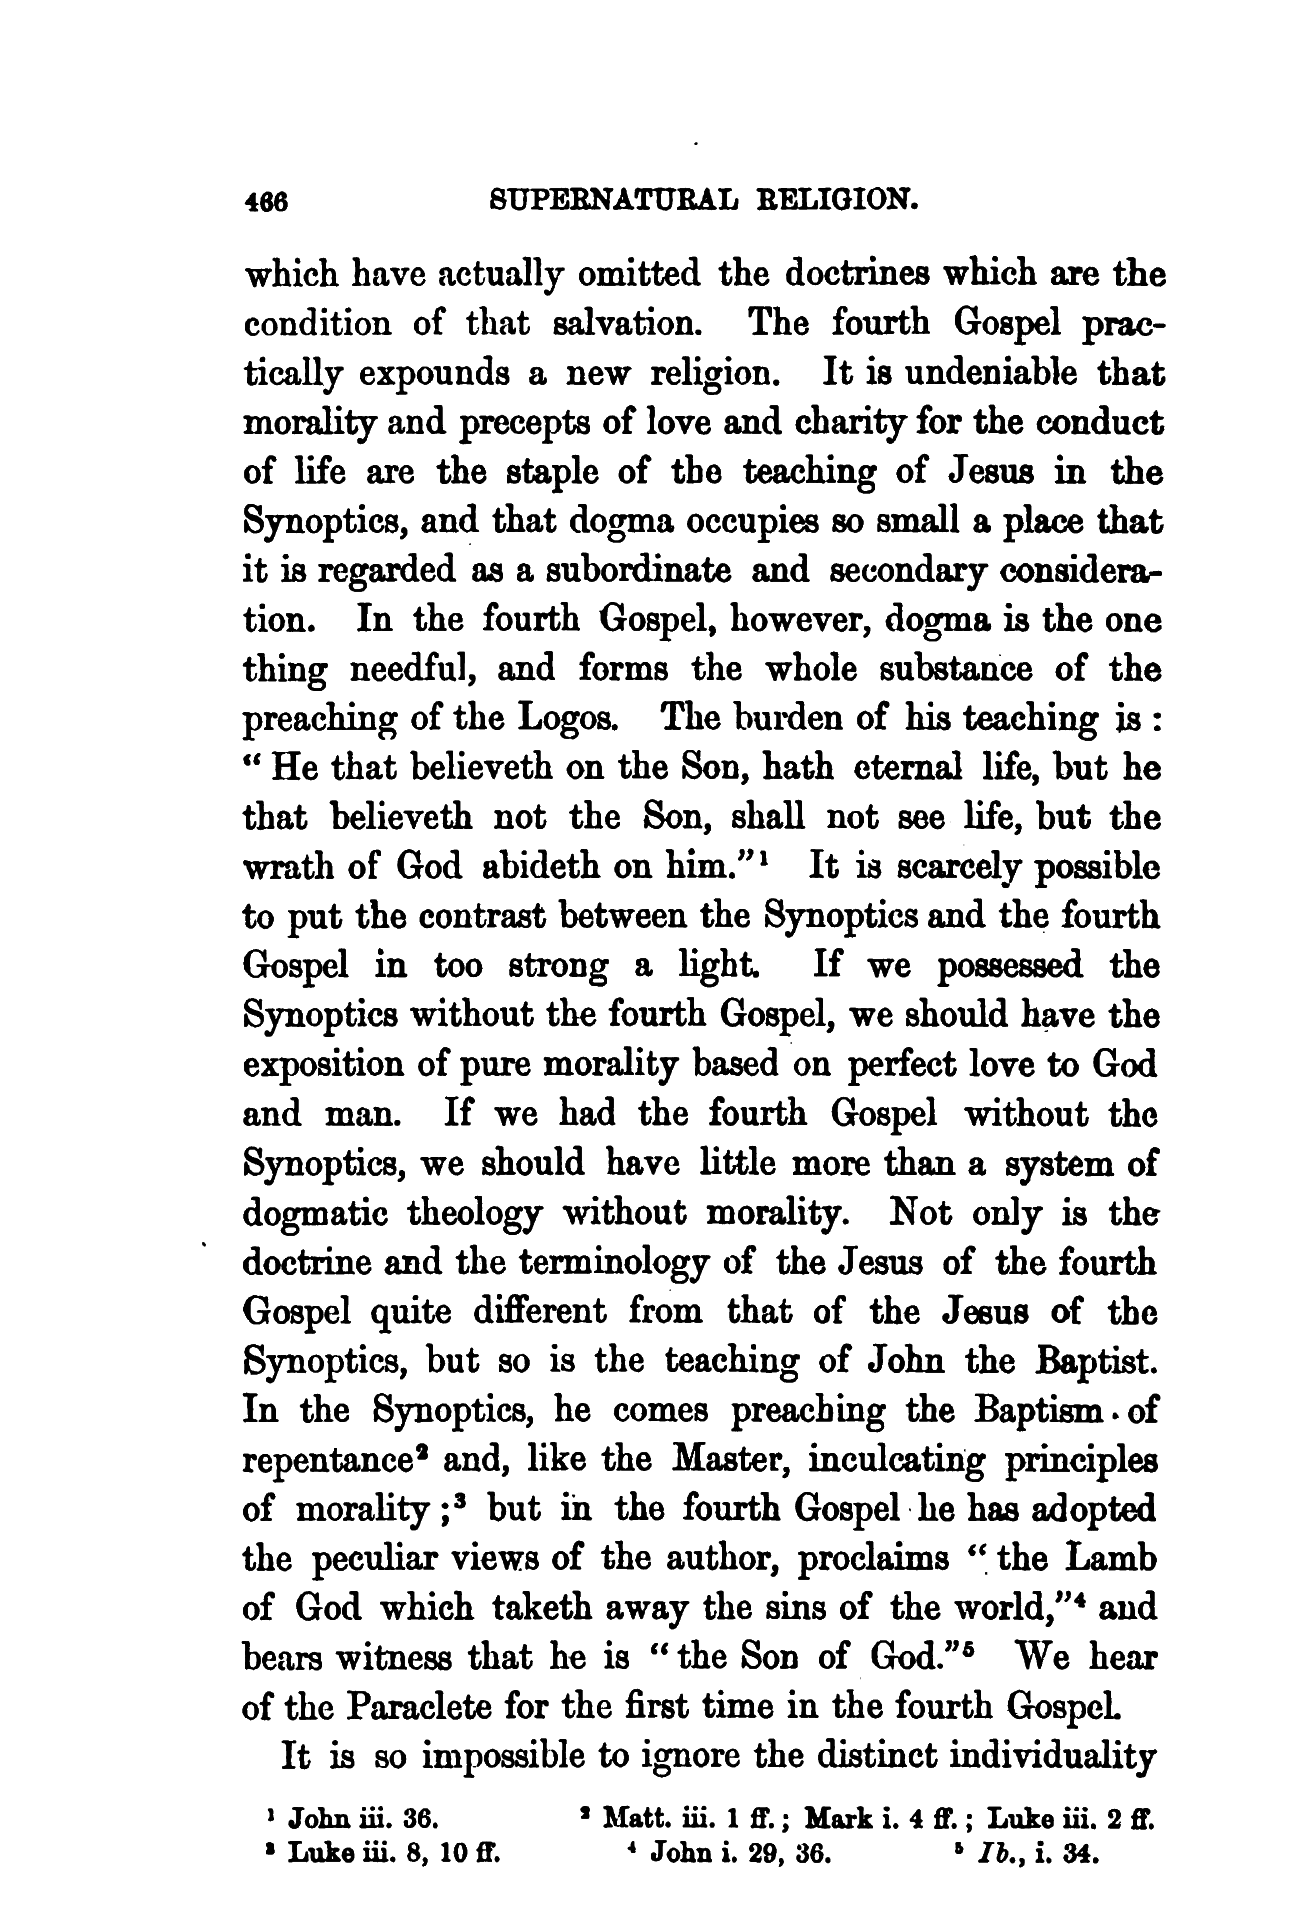 466 SUPERNATURAL RELIGION.
which have actually omitted the doctrines which are the
condition of that salvation. The fourth Gospel prac-
tically expounds a new religion. It is undeniable that
morality and precepts of love and charity for the conduct
of life are the staple of the teaching of Jesus in the
Synoptics, and that dogma occupies so small a place that
it is regarded as a subordinate and secondary considera-
tion. In the fourth Gospel, however, dogma is the one
thing needful, and forms the whole substance of the
preaching of the Logos. The burden of his teaching is :
“ He that believeth on the Son, hath eternal life, but he
that believeth not the Son, shall not see life, but the
wrath of God abideth on him.”¹ It is scarcely possible
to put the contrast between the Synoptics and the fourth
Gospel in too strong a light. If we possessed the
Synoptics without the fourth Gospel, we should have the
exposition of pure morality based on perfect love to God
and man. If we had the fourth Gospel without the
Synoptics, we should have little more than a system of
dogmatic theology without morality. Not only is the
doctrine and the terminology of the Jesus of the fourth
Gospel quite different from that of the Jesus of the
Synoptics, but so is the teaching of John the Baptist.
In the Synoptics, he comes preaching the Baptism of
repentance² and, like the Master, inculcating principles
of morality ;³ but in the fourth Gospel he has adopted
the peculiar views of the author, proclaims “ the Lamb
of God which taketh away the sins of the world,”⁴ and
bears witness that he is “ the Son of God.”⁵ We hear
of the Paraclete for the first time in the fourth Gospel.
It is so impossible to ignore the distinct individuality
¹ John iii. 36. ² Matt. iii. 1 ff. ; Mark i. 4 ff. ; Luke iii. 2 ff.
³ Luke iii. 8, 10 ff. ⁴ John i. 29, 36. ⁵ Ib., i. 34.